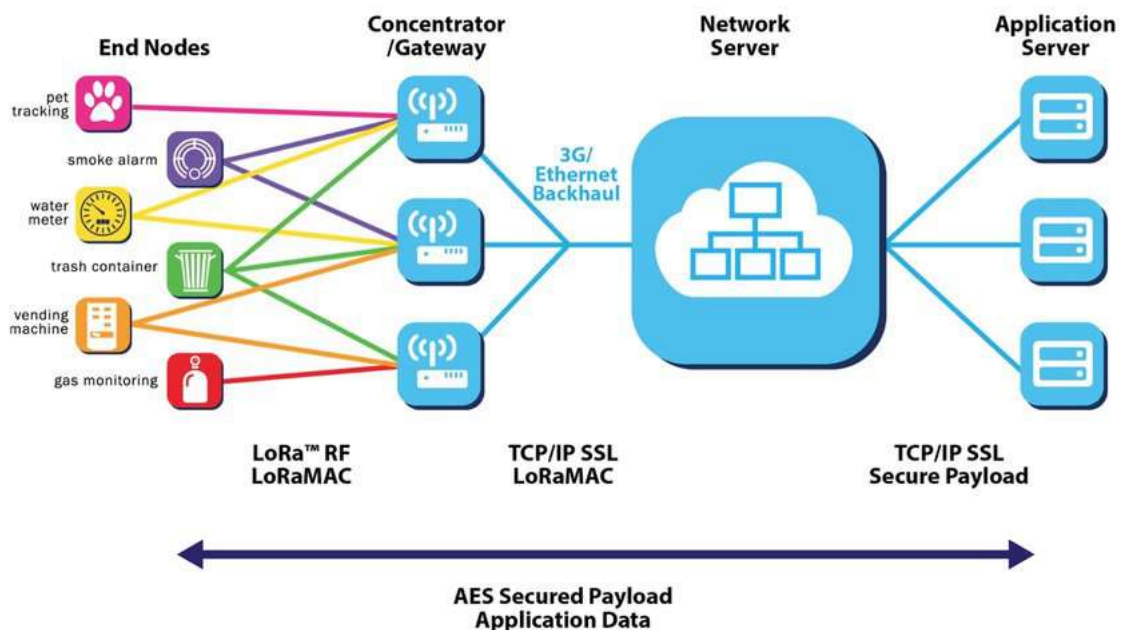 End Nodes
Concentrator
/Gateway
Network
Server
Application
Server
pet
tracking
smoke alarm
water
meter
trash container
vending
machine
gas monitoring
3G/
Ethernet
Backhaul
LoRa™ RF
LoRaMAC
TCP/IP SSL
LoRaMAC
TCP/IP SSL
Secure Payload
AES Secured Payload
Application Data